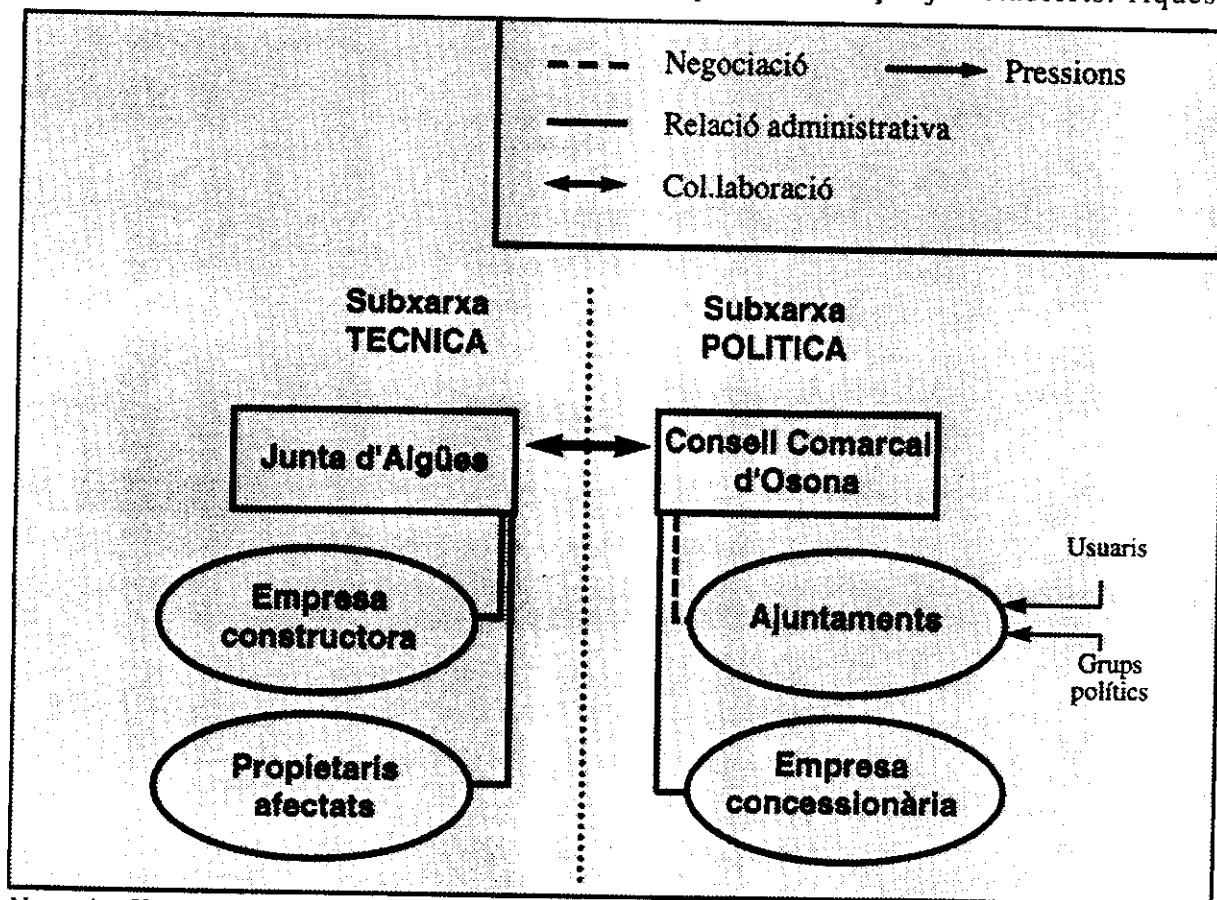 Negociació
Pressions
Relació administrativa
Col.laboració
Subxarxa
TECNICA
Subxarxa
POLITICA
Junta d'Aigües
Consell Comarcal
d'Osona
Empresa
constructora
Ajuntaments
Usuaris
Grups
polítics
Propietaris
afectats
Empresa
concessionària